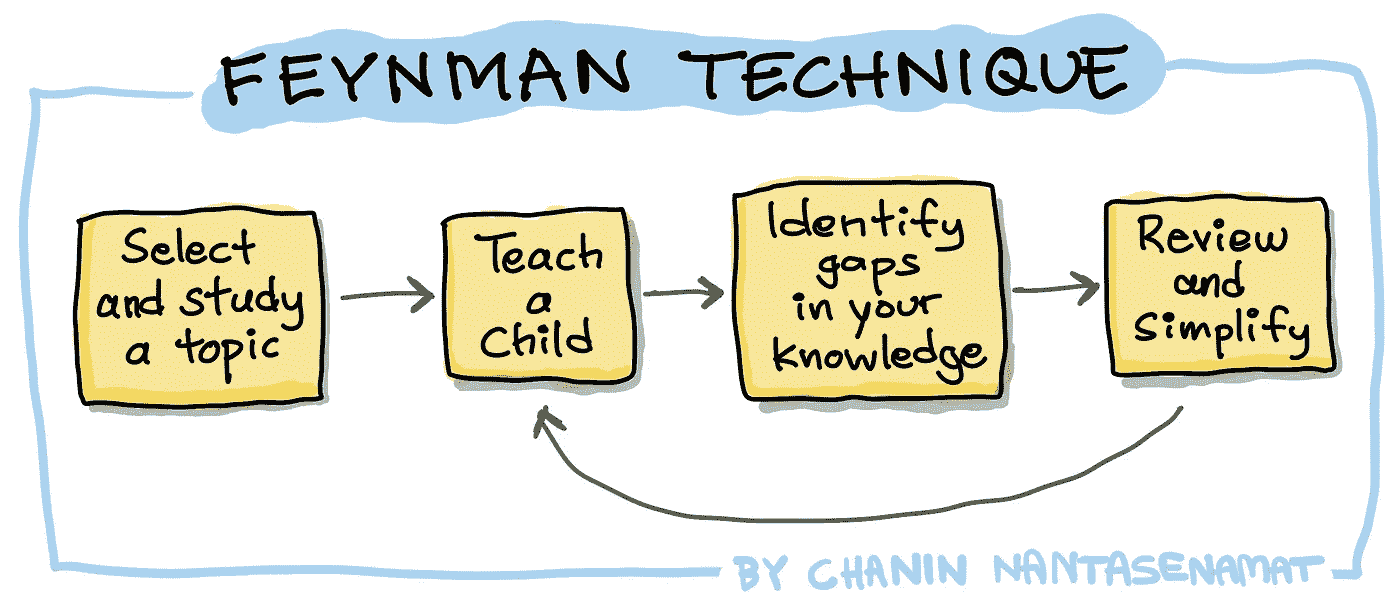 FEYNMAN TECHNIQUE
Select
and study
a topic
Teach
a
Child
Identify
gaps
in your
knowledge
Review
and
Simplify
BY CHANIN NANTASENAMAT